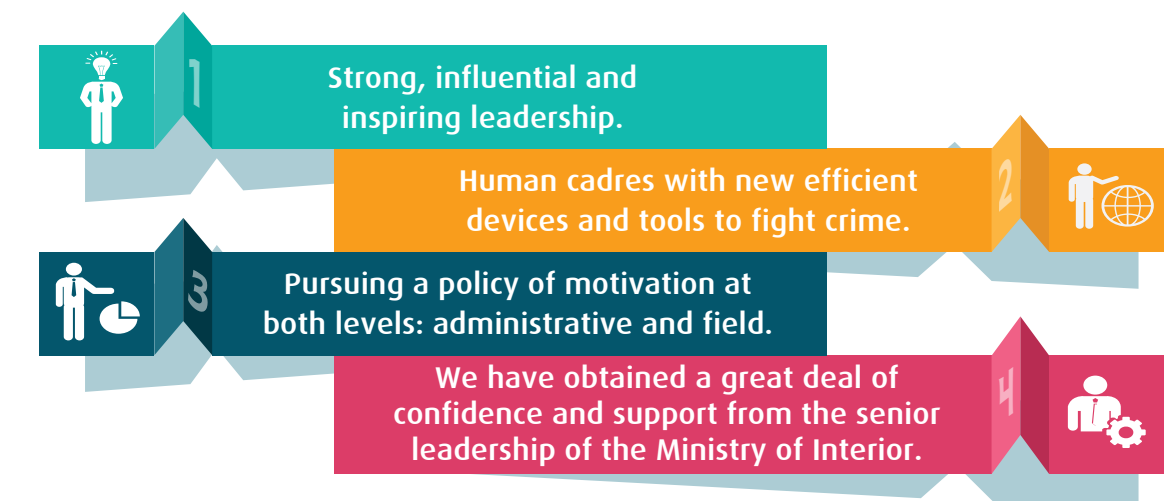 1
Strong, influential and
inspiring leadership.
2
Human cadres with new efficient
devices and tools to fight crime.
3
Pursuing a policy of motivation at
both levels: administrative and field.
4
We have obtained a great deal of
confidence and support from the senior
leadership of the Ministry of Interior.